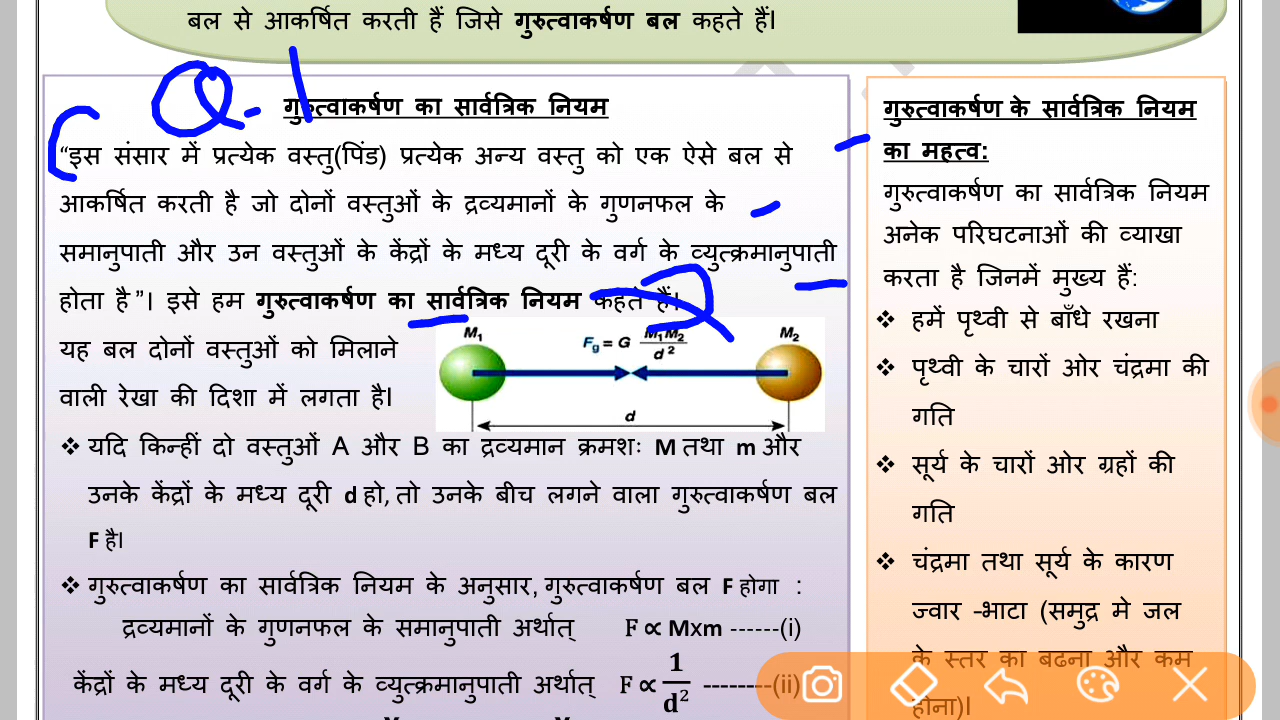 बल से आकर्षित करती हैं जिसे गुरुत्वाकर्षण बल कहते हैं।
Q-1
गुरुत्वाकर्षण का सार्वत्रिक नियम
“इस संसार में प्रत्येक वस्तु(पिंड) प्रत्येक अन्य वस्तु को एक ऐसे बल से
आकर्षित करती है जो दोनों वस्तुओं के द्रव्यमानों के गुणनफल के
समानुपाती और उन वस्तुओं के केंद्रों के मध्य दूरी के वर्ग के व्युत्क्रमानुपाती
होता है”। इसे हम गुरुत्वाकर्षण का सार्वत्रिक नियम कहते हैं।
यह बल दोनों वस्तुओं को मिलाने
वाली रेखा की दिशा में लगता है।
M₁
Fg = G M₁M₂ / d²
M₂
d
❖ यदि किन्हीं दो वस्तुओं A और B का द्रव्यमान क्रमशः M तथा m और
उनके केंद्रों के मध्य दूरी d हो, तो उनके बीच लगने वाला गुरुत्वाकर्षण बल
F है।
❖ गुरुत्वाकर्षण का सार्वत्रिक नियम के अनुसार, गुरुत्वाकर्षण बल F होगा :
द्रव्यमानों के गुणनफल के समानुपाती अर्थात् F ∝ Mxm ------(i)
केंद्रों के मध्य दूरी के वर्ग के व्युत्क्रमानुपाती अर्थात् F ∝ 1/d² --------(ii)
गुरुत्वाकर्षण के सार्वत्रिक नियम
का महत्व:
गुरुत्वाकर्षण का सार्वत्रिक नियम
अनेक परिघटनाओं की व्याखा
करता है जिनमें मुख्य हैं:
❖ हमें पृथ्वी से बाँधे रखना
❖ पृथ्वी के चारों ओर चंद्रमा की
गति
❖ सूर्य के चारों ओर ग्रहों की
गति
❖ चंद्रमा तथा सूर्य के कारण
ज्वार –भाटा (समुद्र मे जल
के स्तर का बढना और कम
होना)।